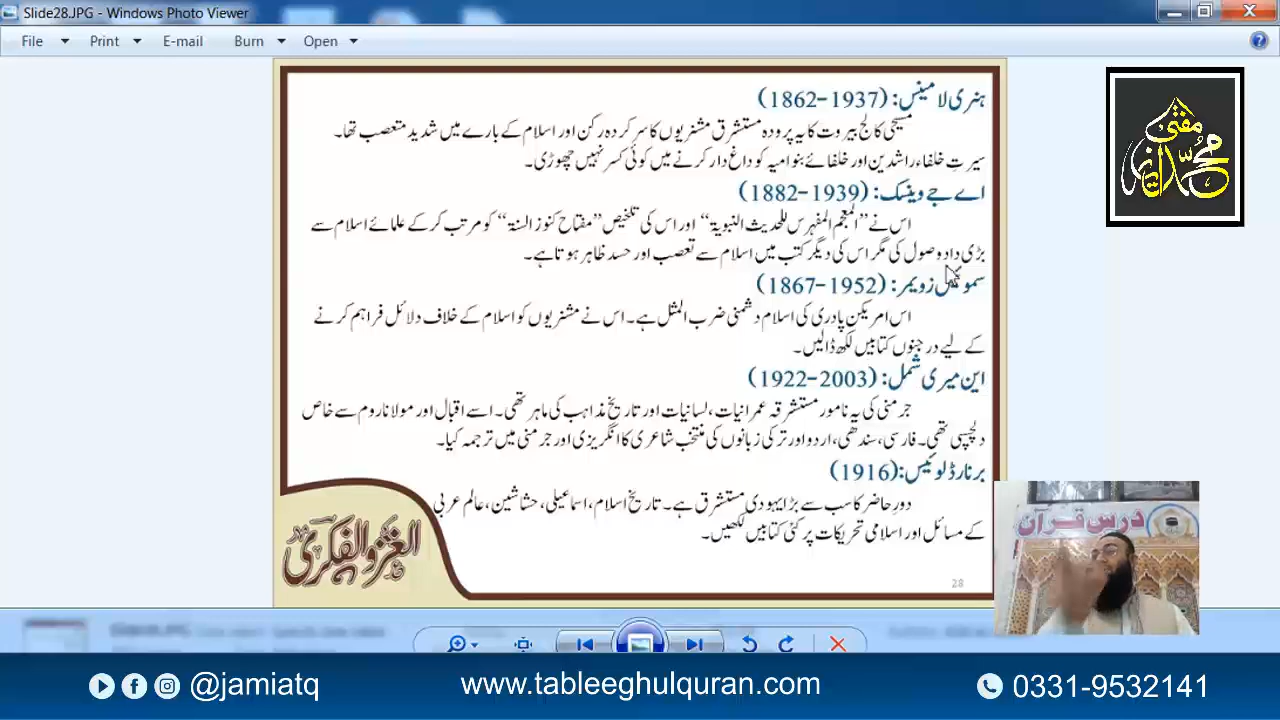 Slide28.JPG - Windows Photo Viewer
File Print E-mail Burn Open
ہنری لامینس: (1862-1937)
مسیحی کالج بیروت کا یہ پروردہ مستشرق مشنریوں کا سرکردہ رکن اور اسلام کے بارے میں شدید متعصب تھا۔
سیرتِ خلفاء راشدین اور خلفائے بنو امیہ کو داغ دار کرنے میں کوئی کسر نہیں چھوڑی۔
اے جے وینسک: (1882-1939)
اس نے "المعجم المفہرس للحدیث النبویۃ" اور اس کی تلخیص "مفتاح کنوز السنۃ" کو مرتب کر کے علمائے اسلام سے
بڑی داد وصول کی مگر اس کی دیگر کتب میں اسلام سے تعصب اور حسد ظاہر ہوتا ہے۔
سموئیل زویمر: (1867-1952)
اس امریکن پادری کی اسلام دشمنی ضرب المثل ہے۔ اس نے مشنریوں کو اسلام کے خلاف دلائل فراہم کرنے
کے لیے درجنوں کتابیں لکھ ڈالیں۔
این میری شمل: (1922-2003)
جرمنی کی یہ نامور مستشرقہ عمرانیات، لسانیات اور تاریخ مذاہب کی ماہر تھی۔ اسے اقبال اور مولانا روم سے خاص
دلچسپی تھی۔ فارسی، سندھی، اردو اور ترکی زبانوں کی منتخب شاعری کا انگریزی اور جرمنی میں ترجمہ کیا۔
برنارڈ لوئیس: (1916)
دورِ حاضر کا سب سے بڑا یہودی مستشرق ہے۔ تاریخ اسلام، اسماعیلی، حشاشین، عالم عربی
کے مسائل اور اسلامی تحریکات پر کئی کتابیں لکھیں۔
الغزو الفکری
28
درس قرآن
@jamiatq
www.tableeghulquran.com
0331-9532141